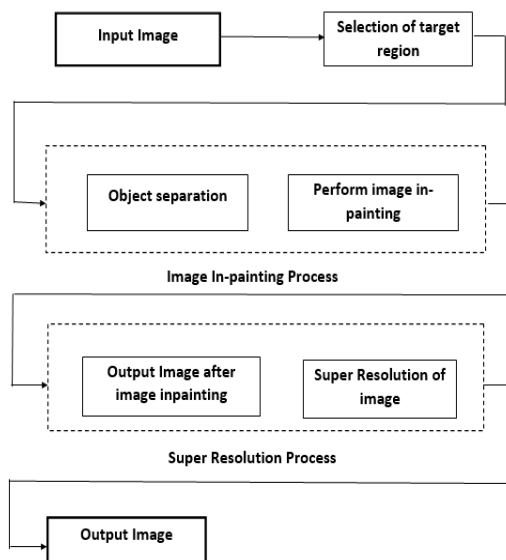 Input Image
Selection of target
region
Object separation
Perform image in-
painting
Image In-painting Process
Output Image after
image inpainting
Super Resolution of
image
Super Resolution Process
Output Image